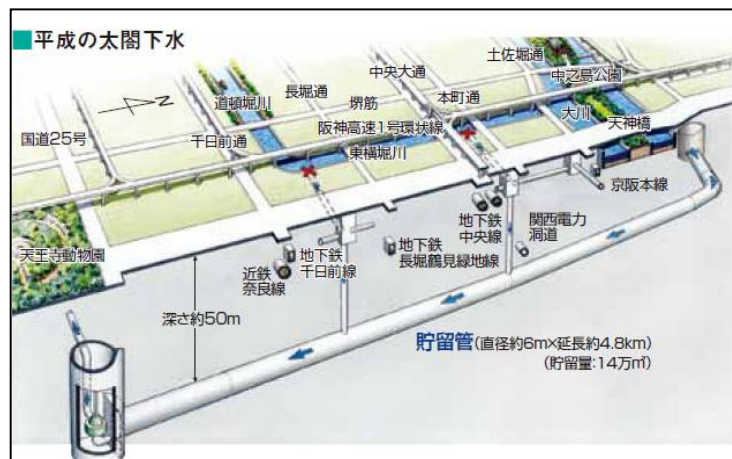 ■平成の太閤下水
土佐堀通
中央大通
中之島公園
長堀通
本町通
道頓堀川
堺筋
大川
N
阪神高速1号環状線
天神橋
国道25号
千日前通
東横堀川
京阪本線
天王寺動物園
地下鉄
中央線
関西電力
洞道
地下鉄
長堀鶴見緑地線
地下鉄
千日前線
近鉄
奈良線
深さ約50m
貯留管(直径約6m×延長約4.8km)
(貯留量:14万㎥)